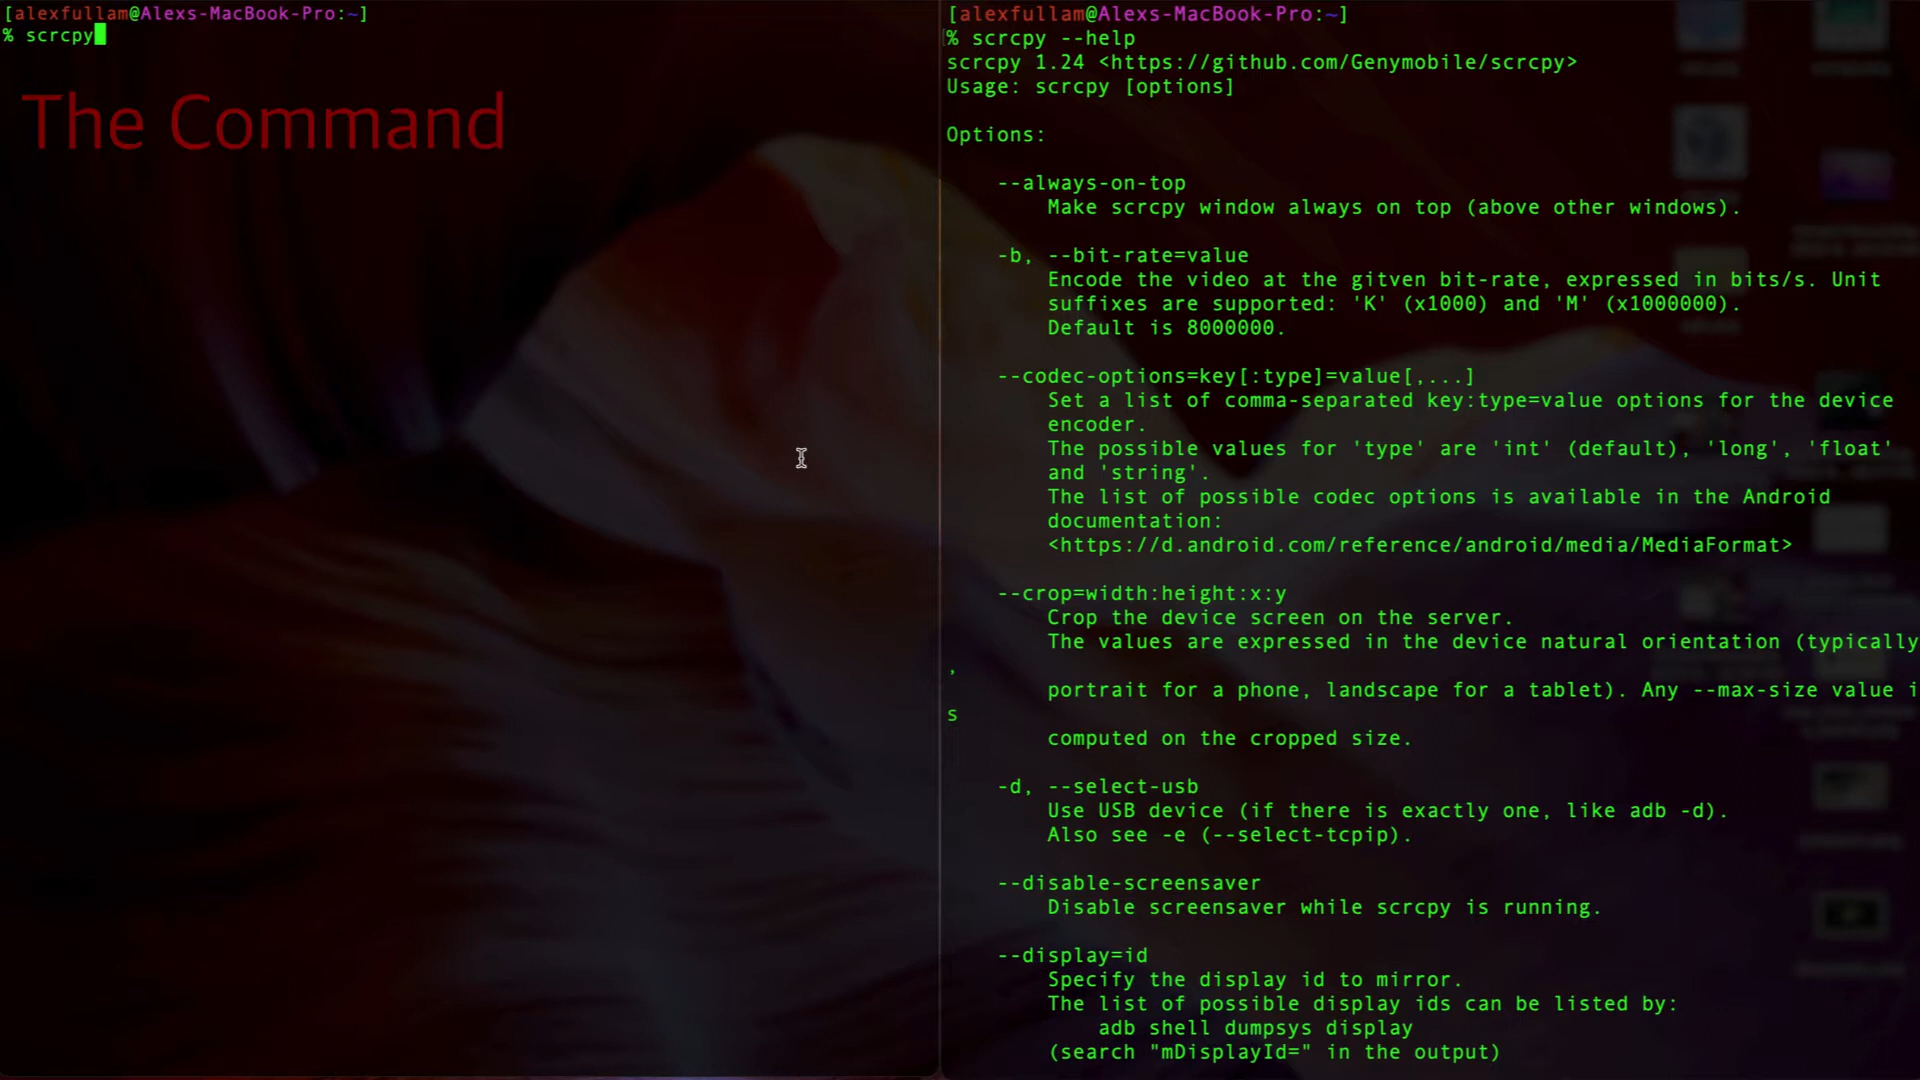 [alexfullam@Alexs-MacBook-Pro:~]
% scrcpy
The Command
[alexfullam@Alexs-MacBook-Pro:~]
% scrcpy --help
scrcpy 1.24 <https://github.com/Genymobile/scrcpy>
Usage: scrcpy [options]
Options:
--always-on-top
Make scrcpy window always on top (above other windows).
-b, --bit-rate=value
Encode the video at the gitven bit-rate, expressed in bits/s. Unit
suffixes are supported: 'K' (x1000) and 'M' (x1000000).
Default is 8000000.
--codec-options=key[:type]=value[,...]
Set a list of comma-separated key:type=value options for the device
encoder.
The possible values for 'type' are 'int' (default), 'long', 'float'
and 'string'.
The list of possible codec options is available in the Android
documentation:
<https://d.android.com/reference/android/media/MediaFormat>
--crop=width:height:x:y
Crop the device screen on the server.
The values are expressed in the device natural orientation (typically
,
portrait for a phone, landscape for a tablet). Any --max-size value i
s
computed on the cropped size.
-d, --select-usb
Use USB device (if there is exactly one, like adb -d).
Also see -e (--select-tcpip).
--disable-screensaver
Disable screensaver while scrcpy is running.
--display=id
Specify the display id to mirror.
The list of possible display ids can be listed by:
adb shell dumpsys display
(search "mDisplayId=" in the output)